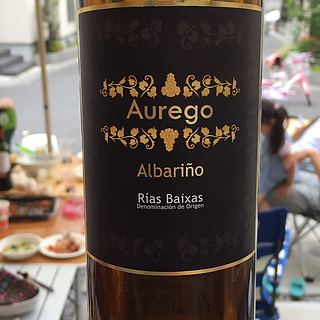 Aurego
Albariño
Rías Baixas
Denominación de Origen